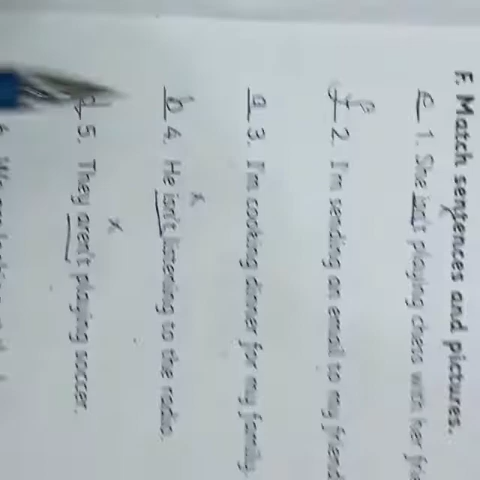 F. Match sentences and pictures.
e 1. She isn't playing chess with her
2. I'm sending an email to my friend
a 3. I'm cooking dinner for my family.
b 4. He isn't listening to the radio.
d 5. They aren't playing soccer.